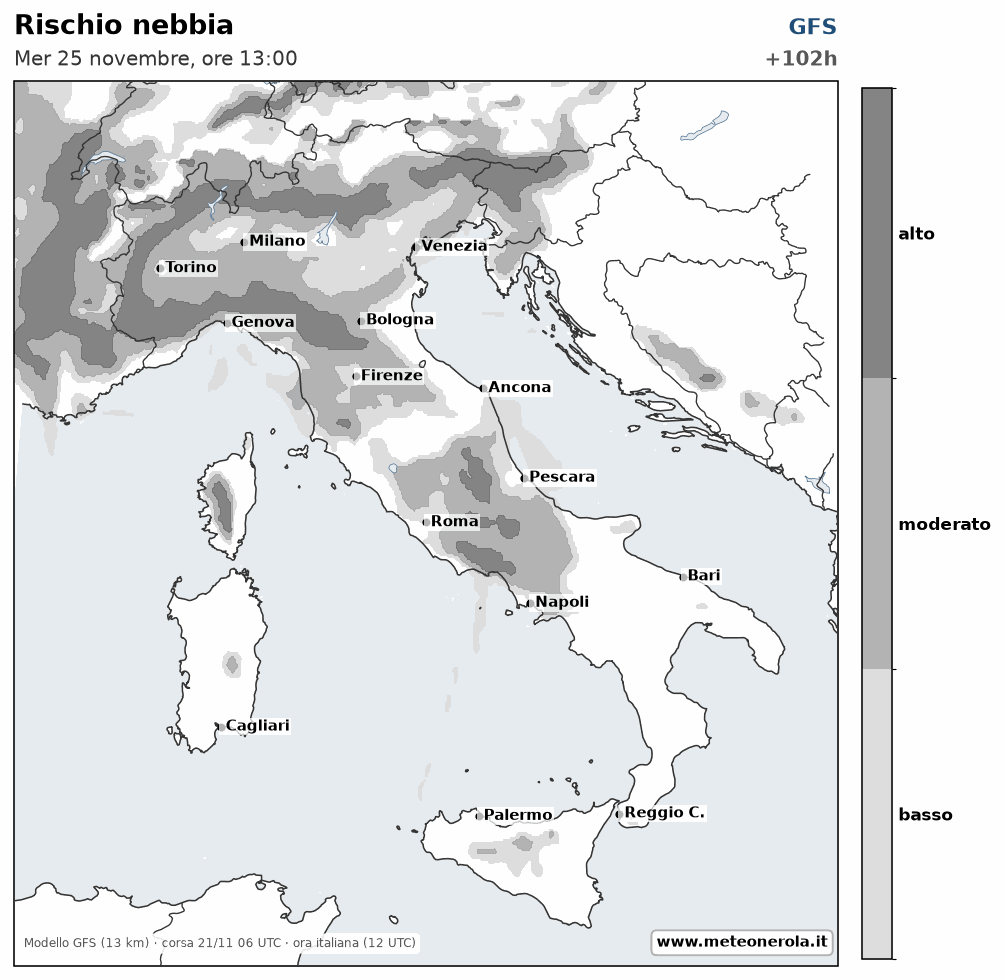 Rischio nebbia
GFS
Mer 25 novembre, ore 13:00
+102h
alto
Milano
Venezia
Torino
Genova
Bologna
Firenze
Ancona
Pescara
moderato
Roma
Bari
Napoli
Cagliari
Palermo
Reggio C.
basso
Modello GFS (13 km) · corsa 21/11 06 UTC · ora italiana (12 UTC)
www.meteonerola.it